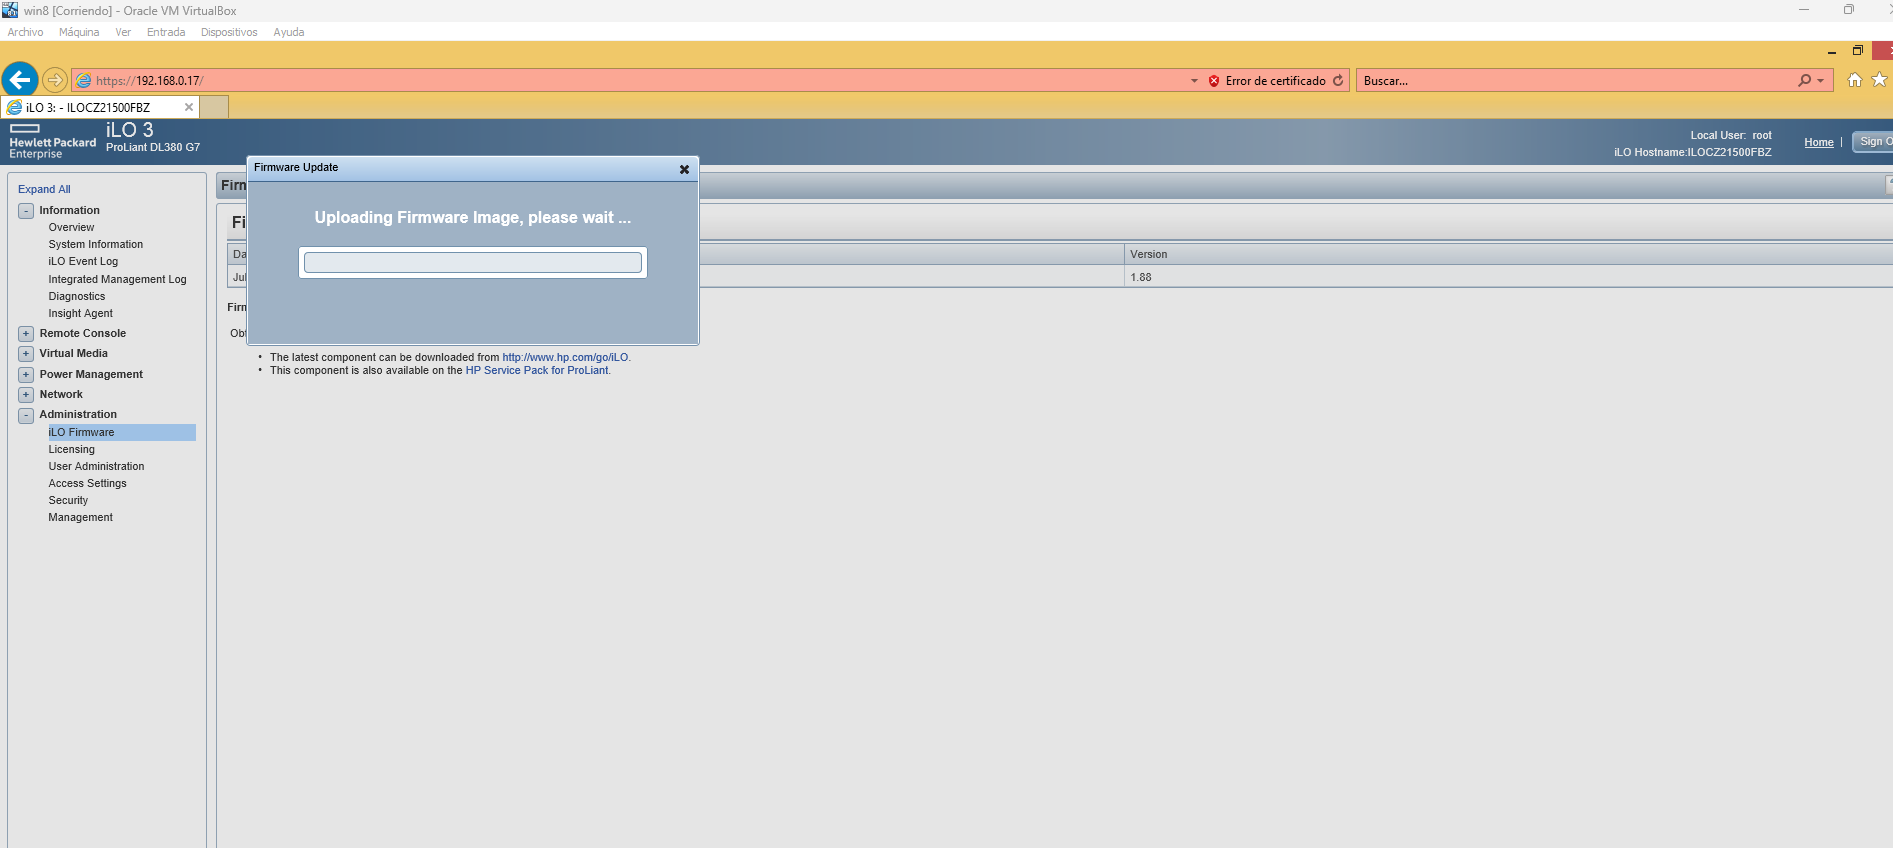 win8 [Corriendo] - Oracle VM VirtualBox
Archivo Máquina Ver Entrada Dispositivos Ayuda
https://192.168.0.17/ Error de certificado Buscar...
iLO 3: - ILOCZ21500FBZ
Hewlett Packard
Enterprise
iLO 3
ProLiant DL380 G7
Local User: root
iLO Hostname:ILOCZ21500FBZ
Home | Sign O
Expand All
Information
Overview
System Information
iLO Event Log
Integrated Management Log
Diagnostics
Insight Agent
Remote Console
Virtual Media
Power Management
Network
Administration
iLO Firmware
Licensing
User Administration
Access Settings
Security
Management
Firmware Update
Uploading Firmware Image, please wait ...
Firn
Fi
Da Version
Jul 1.88
Firn
Obt
• The latest component can be downloaded from http://www.hp.com/go/iLO.
• This component is also available on the HP Service Pack for ProLiant.